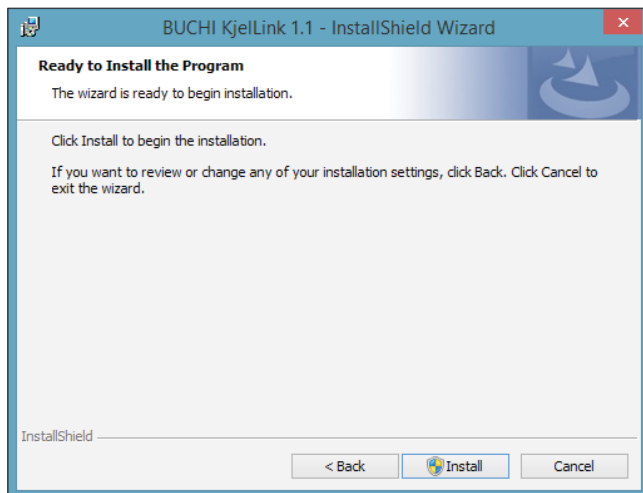 BUCHI KjelLink 1.1 - InstallShield Wizard
Ready to Install the Program
The wizard is ready to begin installation.
Click Install to begin the installation.
If you want to review or change any of your installation settings, click Back. Click Cancel to
exit the wizard.
InstallShield
< Back Install Cancel